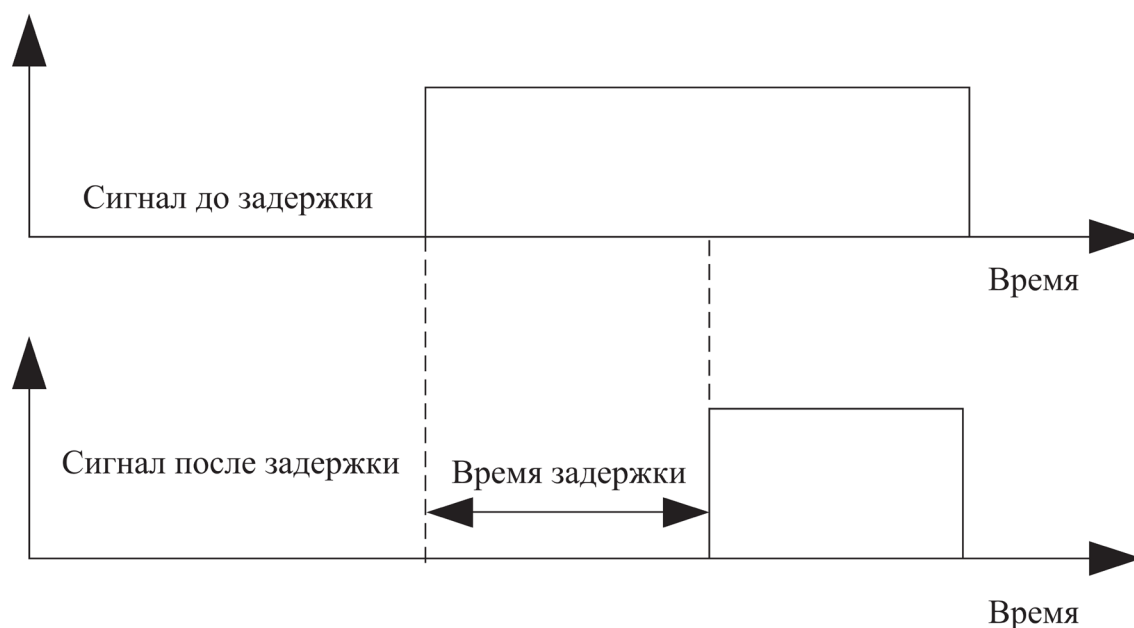 Сигнал до задержки
Время
Сигнал после задержки
Время задержки
Время